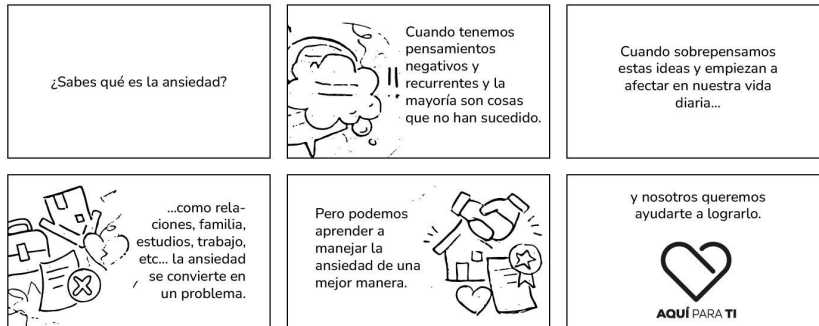 ¿Sabes qué es la ansiedad?
Cuando tenemos
pensamientos
negativos y
recurrentes y la
mayoría son cosas
que no han sucedido.
Cuando sobrepensamos
estas ideas y empiezan a
afectar en nuestra vida
diaria...
...como rela-
ciones, familia,
estudios, trabajo,
etc... la ansiedad
se convierte en
un problema.
Pero podemos
aprender a
manejar la
ansiedad de una
mejor manera.
y nosotros queremos
ayudarte a lograrlo.
AQUÍ PARA TI